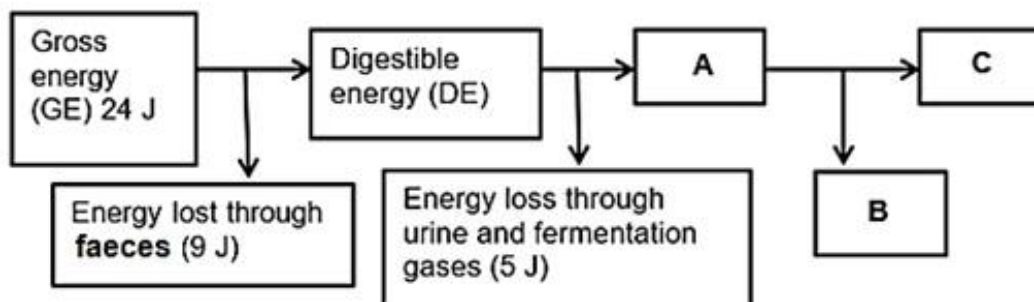 Gross
energy
(GE) 24 J
Digestible
energy (DE)
A
C
Energy lost through
faeces (9 J)
Energy loss through
urine and fermentation
gases (5 J)
B